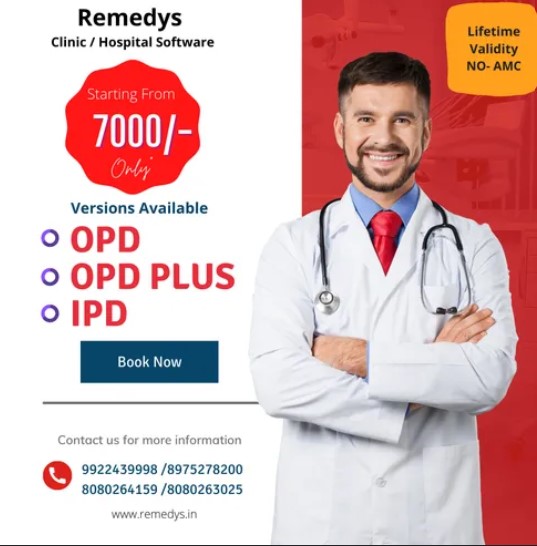 Remedys
Clinic / Hospital Software
Lifetime
Validity
NO- AMC
Starting From
7000/-
Only*
Versions Available
OPD
OPD PLUS
IPD
Book Now
Contact us for more information
9922439998 /8975278200
8080264159 /8080263025
www.remedys.in